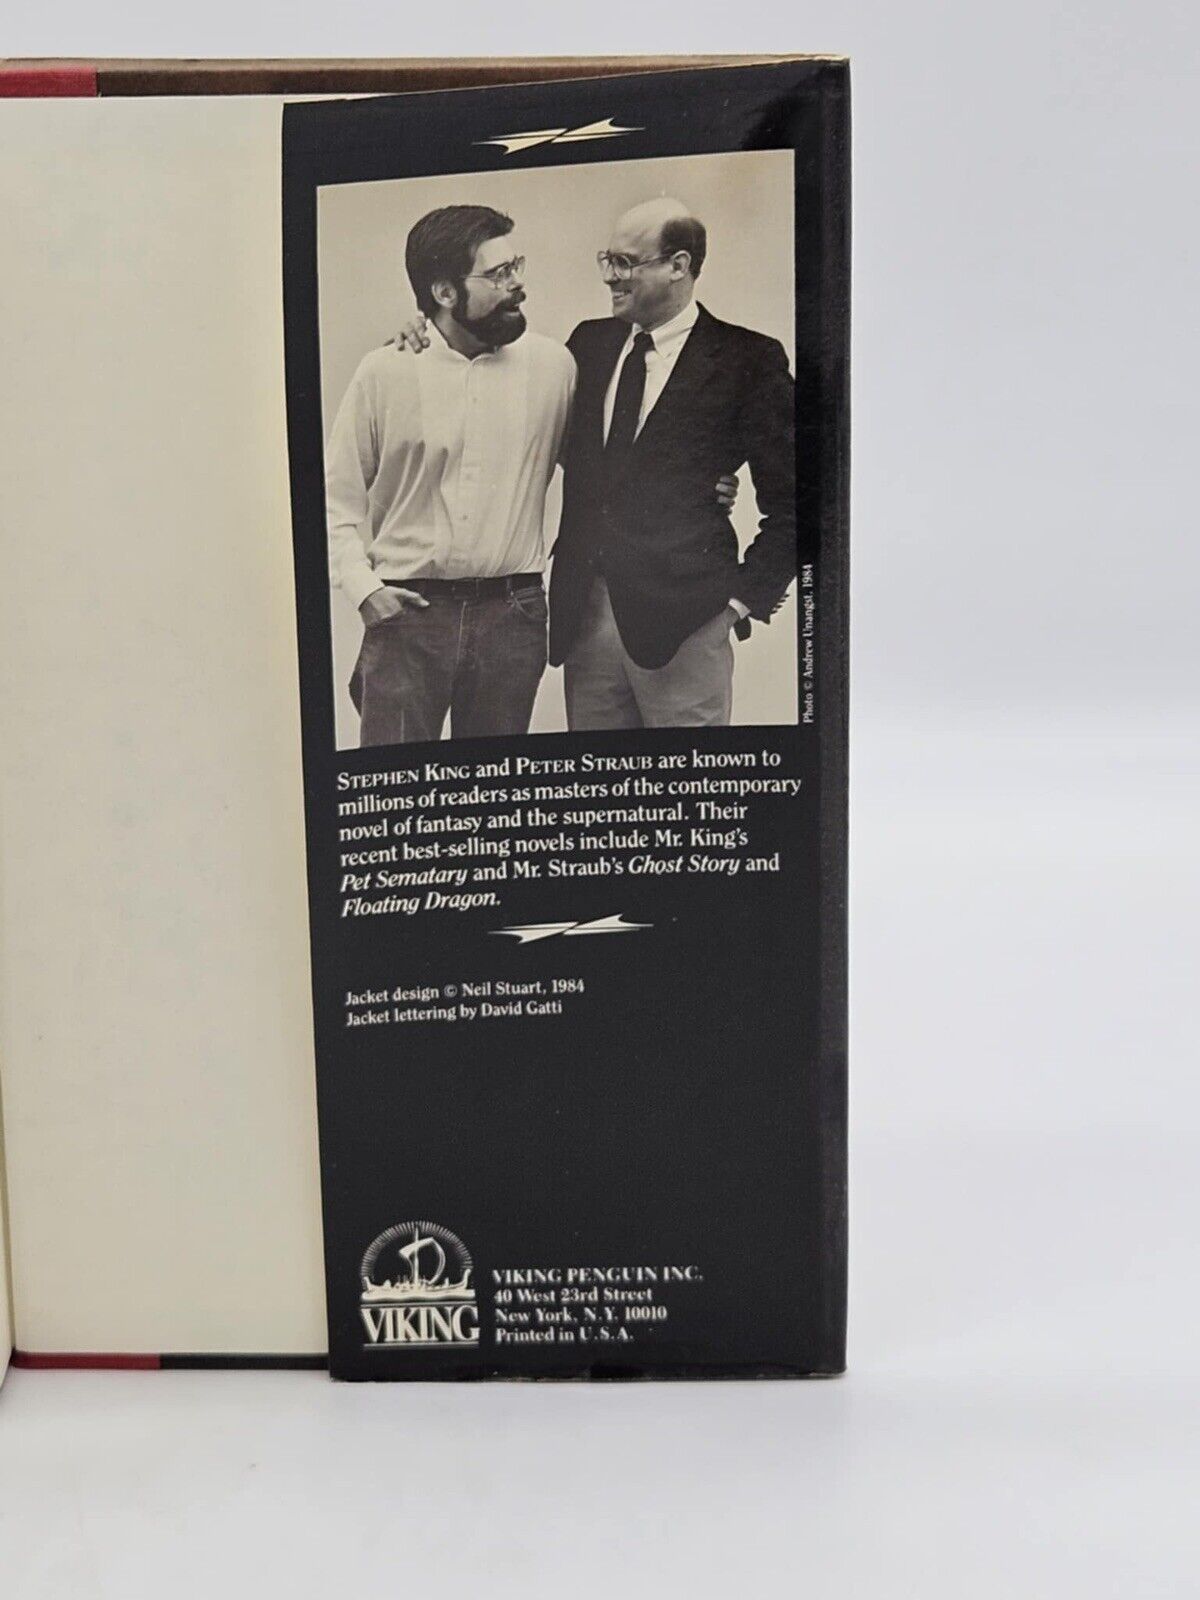 Photo © Andrew Unangst, 1984
STEPHEN KING and PETER STRAUB are known to
millions of readers as masters of the contemporary
novel of fantasy and the supernatural. Their
recent best-selling novels include Mr. King's
Pet Sematary and Mr. Straub's Ghost Story and
Floating Dragon.
Jacket design © Neil Stuart, 1984
Jacket lettering by David Gatti
VIKING
VIKING PENGUIN INC.
40 West 23rd Street
New York, N.Y. 10010
Printed in U.S.A.